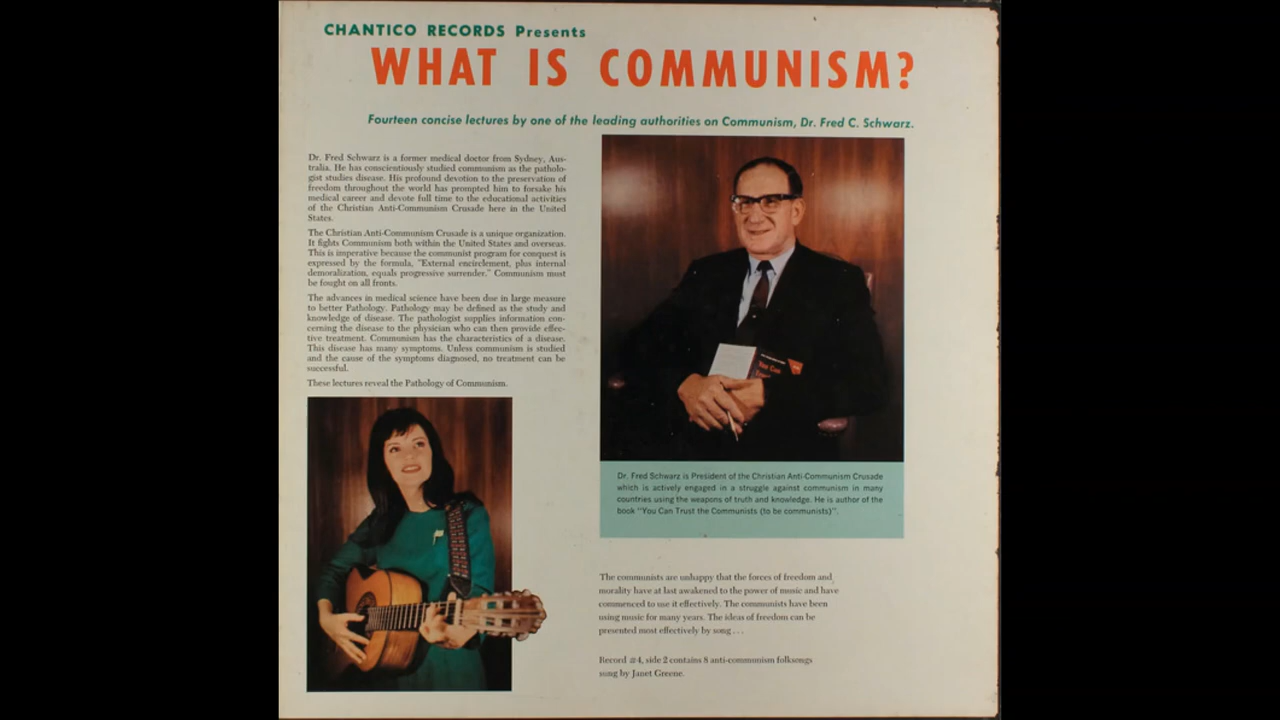 CHANTICO RECORDS Presents
WHAT IS COMMUNISM?
Fourteen concise lectures by one of the leading authorities on Communism, Dr. Fred C. Schwarz.
Dr. Fred Schwarz is a former medical doctor from Sydney, Aus-
tralia. He has conscientiously studied communism as the patholo-
gist studies disease. His profound devotion to the preservation of
freedom throughout the world has prompted him to forsake his
medical career and devote full time to the educational activities
of the Christian Anti-Communism Crusade here in the United
States.
The Christian Anti-Communism Crusade is a unique organization.
It fights Communism both within the United States and overseas.
This is imperative because the communist program for conquest is
expressed by the formula, "External encirclement, plus internal
demoralization, equals progressive surrender." Communism must
be fought on all fronts.
The advances in medical science have been due in large measure
to better Pathology. Pathology may be defined as the study and
knowledge of disease. The pathologist supplies information con-
cerning the disease to the physician who can then provide effec-
tive treatment. Communism has the characteristics of a disease.
This disease has many symptoms. Unless communism is studied
and the cause of the symptoms diagnosed, no treatment can be
successful.
These lectures reveal the Pathology of Communism.
You Can
Dr. Fred Schwarz is President of the Christian Anti-Communism Crusade
which is actively engaged in a struggle against communism in many
countries using the weapons of truth and knowledge. He is author of the
book "You Can Trust the Communists (to be communists)".
The communists are unhappy that the forces of freedom and
morality have at last awakened to the power of music and have
commenced to use it effectively. The communists have been
using music for many years. The ideas of freedom can be
presented most effectively by song . . .
Record #4, side 2 contains 8 anti-communism folksongs
sung by Janet Greene.